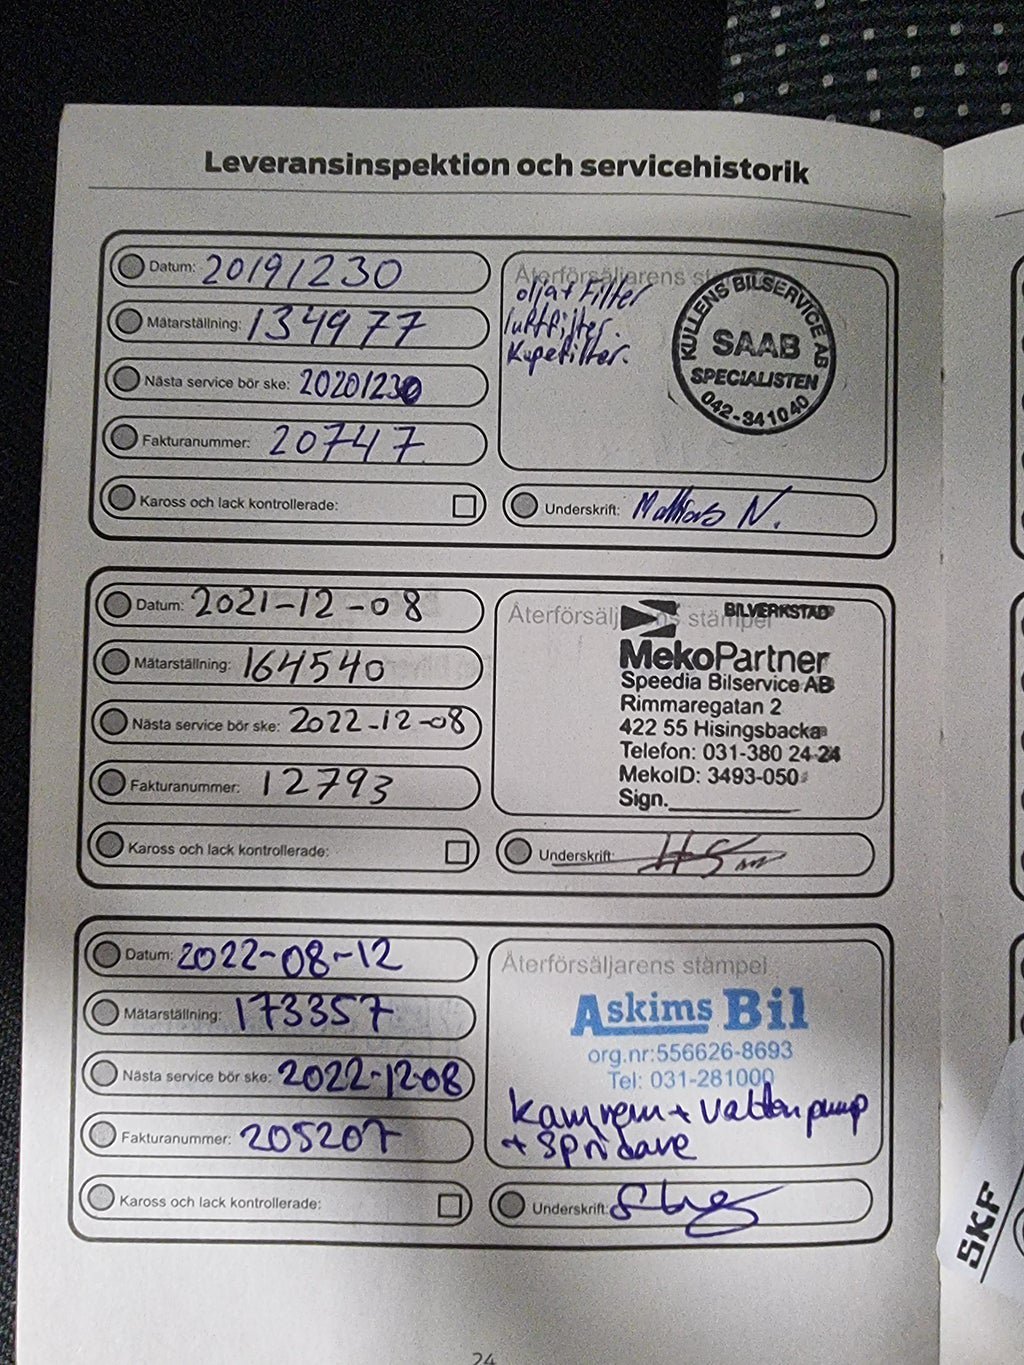 Leveransinspektion och servicehistorik
Datum: 20191230
Mätarställning: 134977
Nästa service bör ske: 20201230
Fakturanummer: 20747
Kaross och lack kontrollerade:
Återförsäljarens
olja + Filter
luftfilter.
Kupefilter.
KULLENS BILSERVICE AB
SAAB
SPECIALISTEN
042-341040
Underskrift: Mattias N.
Datum: 2021-12-08
Mätarställning: 164540
Nästa service bör ske: 2022-12-08
Fakturanummer: 12793
Kaross och lack kontrollerade:
Återförsäljarens stämpel
BILVERKSTAD
MekoPartner
Speedia Bilservice AB
Rimmaregatan 2
422 55 Hisingsbacka
Telefon: 031-380 24 24
MekoID: 3493-050
Sign.
Underskrift:
Datum: 2022-08-12
Mätarställning: 173357
Nästa service bör ske: 2022-12-08
Fakturanummer: 205207
Kaross och lack kontrollerade:
Återförsäljarens stämpel
Askims Bil
org.nr:556626-8693
Tel: 031-281000
kamrem + vattenpump
+ spridare
Underskrift:
SKF
24